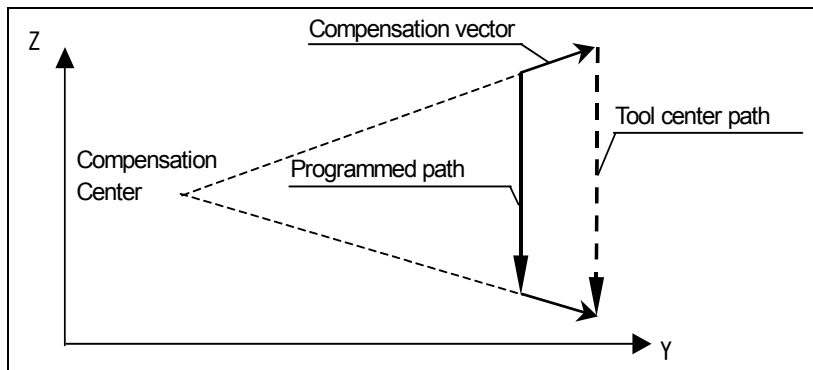 Compensation vector
Z
Tool center path
Compensation
Center
Programmed path
Y